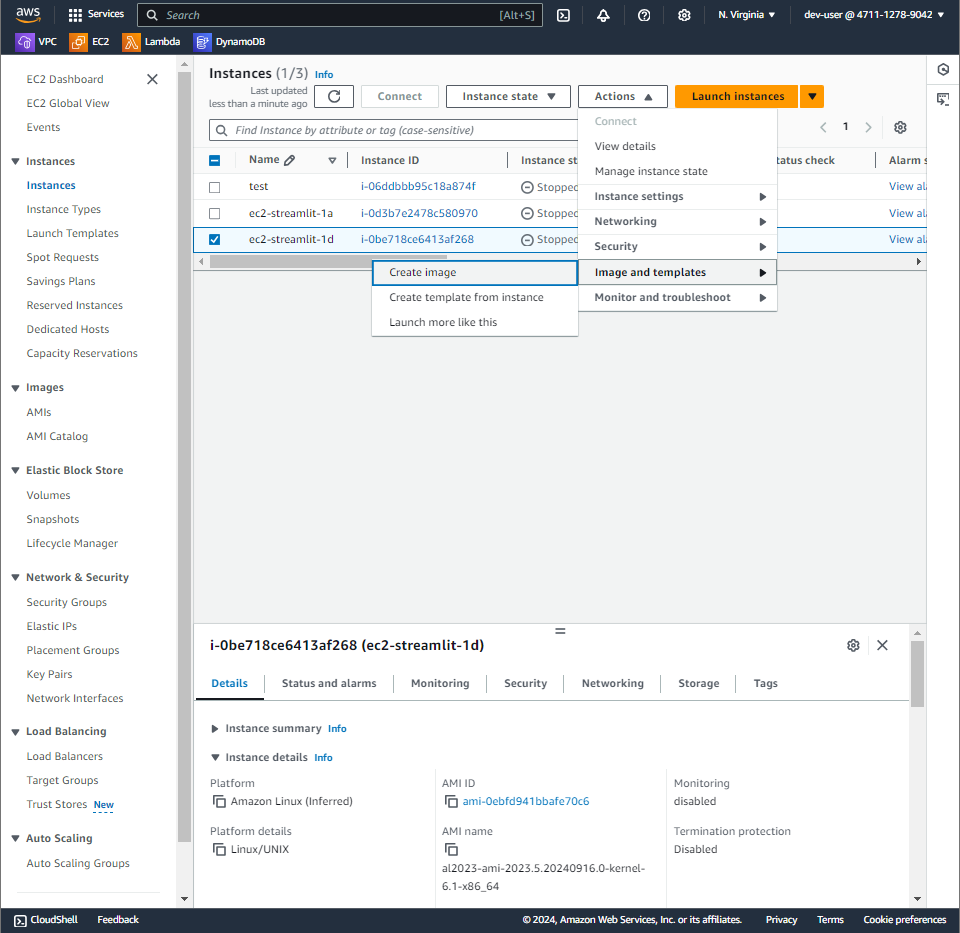 aws
Services
Search
[Alt+S]
N. Virginia
dev-user @ 4711-1278-9042
VPC
EC2
Lambda
DynamoDB
EC2 Dashboard
EC2 Global View
Events
Instances
Instances
Instance Types
Launch Templates
Spot Requests
Savings Plans
Reserved Instances
Dedicated Hosts
Capacity Reservations
Images
AMIs
AMI Catalog
Elastic Block Store
Volumes
Snapshots
Lifecycle Manager
Network & Security
Security Groups
Elastic IPs
Placement Groups
Key Pairs
Network Interfaces
Load Balancing
Load Balancers
Target Groups
Trust Stores New
Auto Scaling
Auto Scaling Groups
Instances (1/3) Info
Last updated
less than a minute ago
Connect
Instance state
Actions
Launch instances
Find Instance by attribute or tag (case-sensitive)
1
Name
Instance ID
Instance st
tatus check
Alarm s
test
i-06ddbbb95c18a874f
Stopped
View ala
ec2-streamlit-1a
i-0d3b7e2478c580970
Stopped
View ala
ec2-streamlit-1d
i-0be718ce6413af268
Stopped
View ala
Connect
View details
Manage instance state
Instance settings
Networking
Security
Image and templates
Monitor and troubleshoot
Create image
Create template from instance
Launch more like this
i-0be718ce6413af268 (ec2-streamlit-1d)
Details
Status and alarms
Monitoring
Security
Networking
Storage
Tags
Instance summary Info
Instance details Info
Platform
Amazon Linux (Inferred)
Platform details
Linux/UNIX
AMI ID
ami-0ebfd941bbafe70c6
AMI name
al2023-ami-2023.5.20240916.0-kernel-
6.1-x86_64
Monitoring
disabled
Termination protection
Disabled
CloudShell
Feedback
© 2024, Amazon Web Services, Inc. or its affiliates.
Privacy
Terms
Cookie preferences